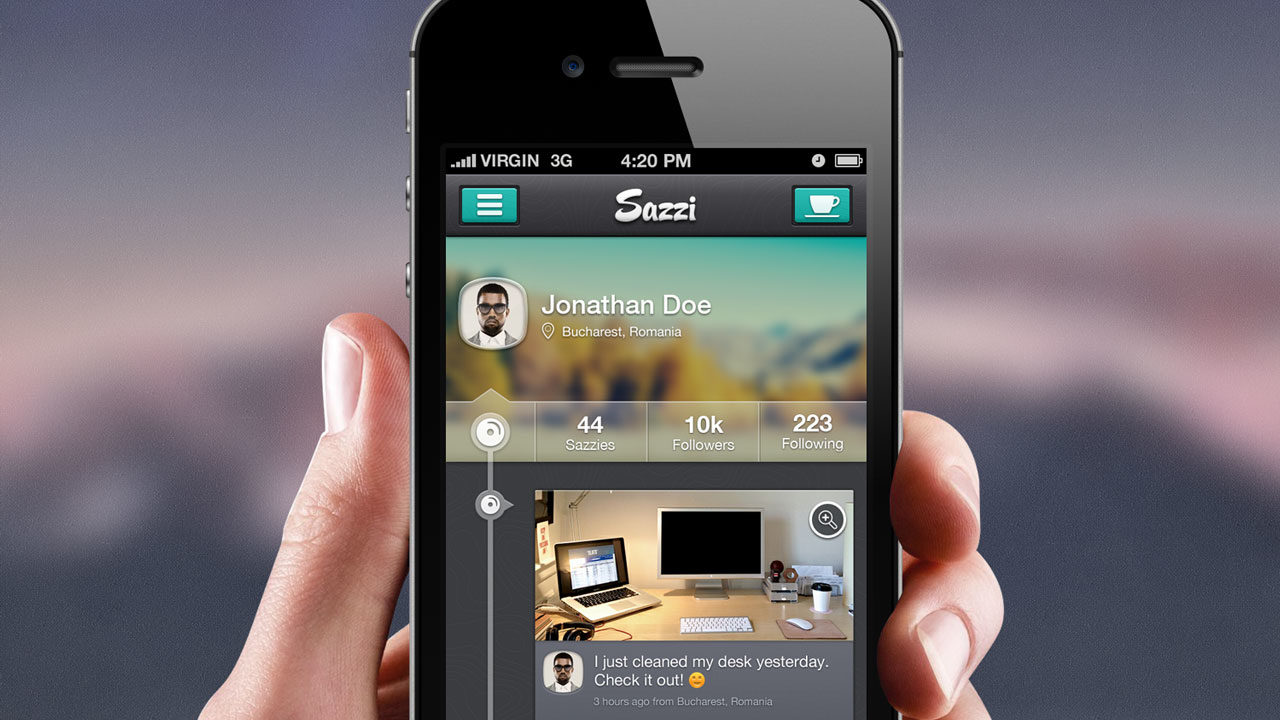 VIRGIN 3G 4:20 PM
Sazzi
Jonathan Doe
Bucharest, Romania
44 10k 223
Sazzies Followers Following
I just cleaned my desk yesterday.
Check it out! 😊
3 hours ago from Bucharest, Romania